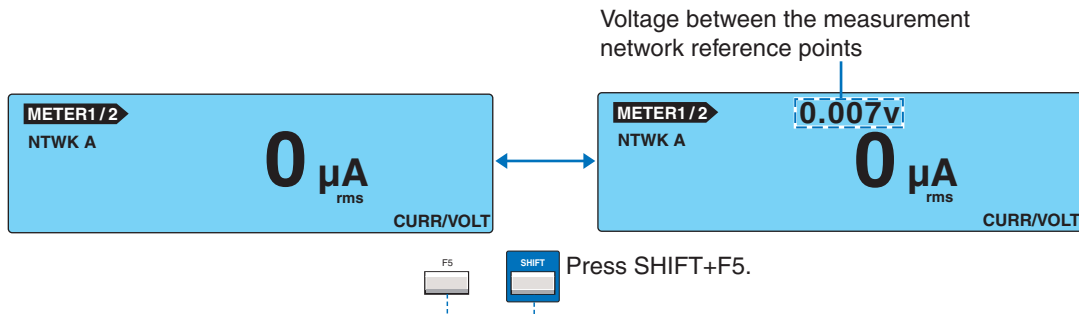 Voltage between the measurement
network reference points
METER1/2
NTWK A
0 µA
rms
CURR/VOLT
METER1/2
0.007v
NTWK A
0 µA
rms
CURR/VOLT
F5
SHIFT
Press SHIFT+F5.